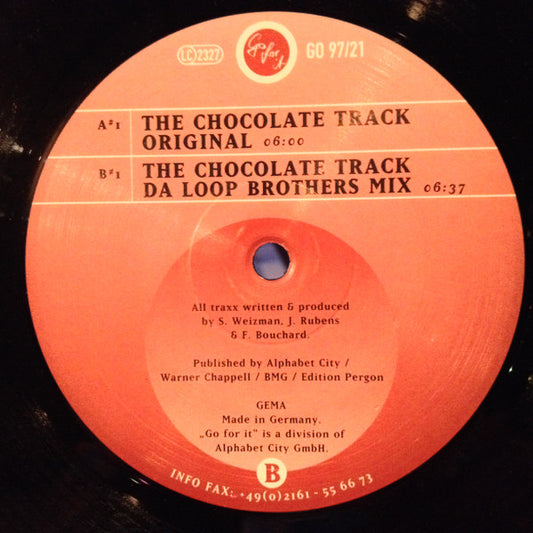 LC 2327
Go for it
GO 97/21
A#1 THE CHOCOLATE TRACK
ORIGINAL 06:00
B#1 THE CHOCOLATE TRACK
DA LOOP BROTHERS MIX 06:37
All traxx written & produced
by S. Weizman, J. Rubens
& F. Bouchard.
Published by Alphabet City /
Warner Chappell / BMG / Edition Pergon
GEMA
Made in Germany.
„Go for it" is a division of
Alphabet City GmbH.
B
INFO FAX: +49(0)2161 - 55 66 73